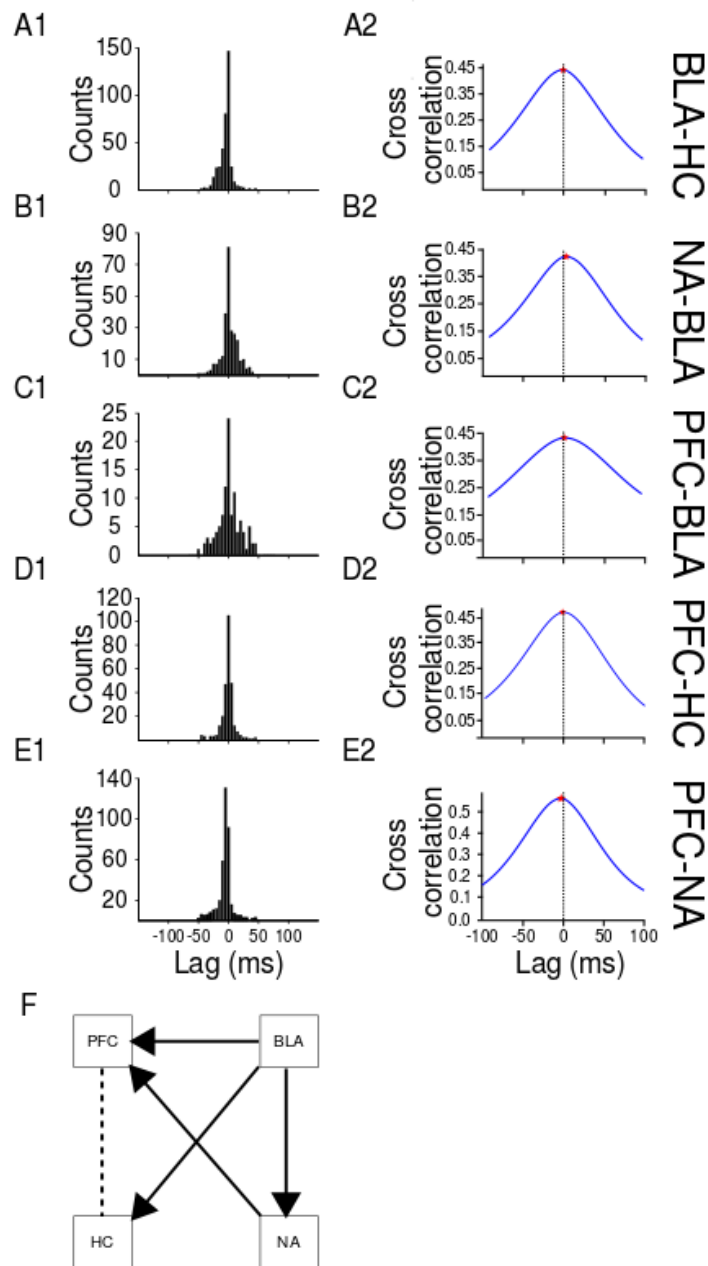 A1
150
100
50
0
Counts
A2
0.45
0.35
0.25
0.15
0.05
Cross
correlation
BLA-HC
B1
90
70
50
30
10
Counts
B2
0.45
0.35
0.25
0.15
0.05
Cross
correlation
NA-BLA
C1
25
20
15
10
5
0
Counts
C2
0.45
0.35
0.25
0.15
0.05
Cross
correlation
PFC-BLA
D1
120
100
80
60
40
20
Counts
D2
0.45
0.35
0.25
0.15
0.05
Cross
correlation
PFC-HC
E1
140
100
60
20
Counts
-100 -50 0 50 100
Lag (ms)
E2
0.5
0.4
0.3
0.2
0.1
0.0
Cross
correlation
-100 -50 0 50 100
Lag (ms)
PFC-NA
F
PFC BLA
HC NA